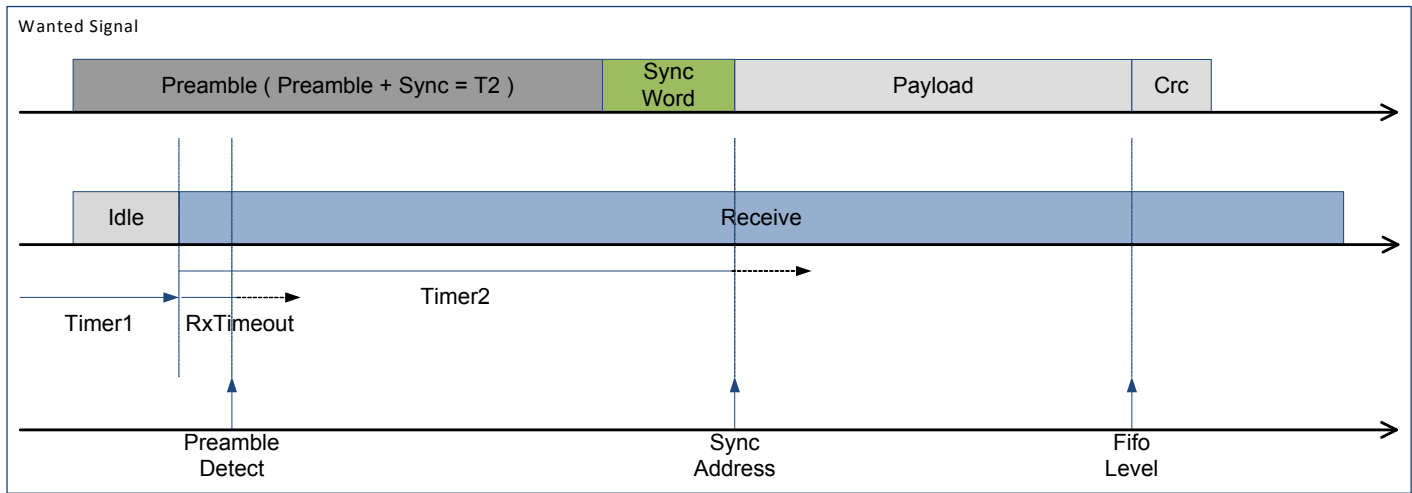 Wanted Signal
Preamble ( Preamble + Sync = T2 )
Sync
Word
Payload
Crc
Idle
Receive
Timer2
Timer1
RxTimeout
Preamble
Detect
Sync
Address
Fifo
Level